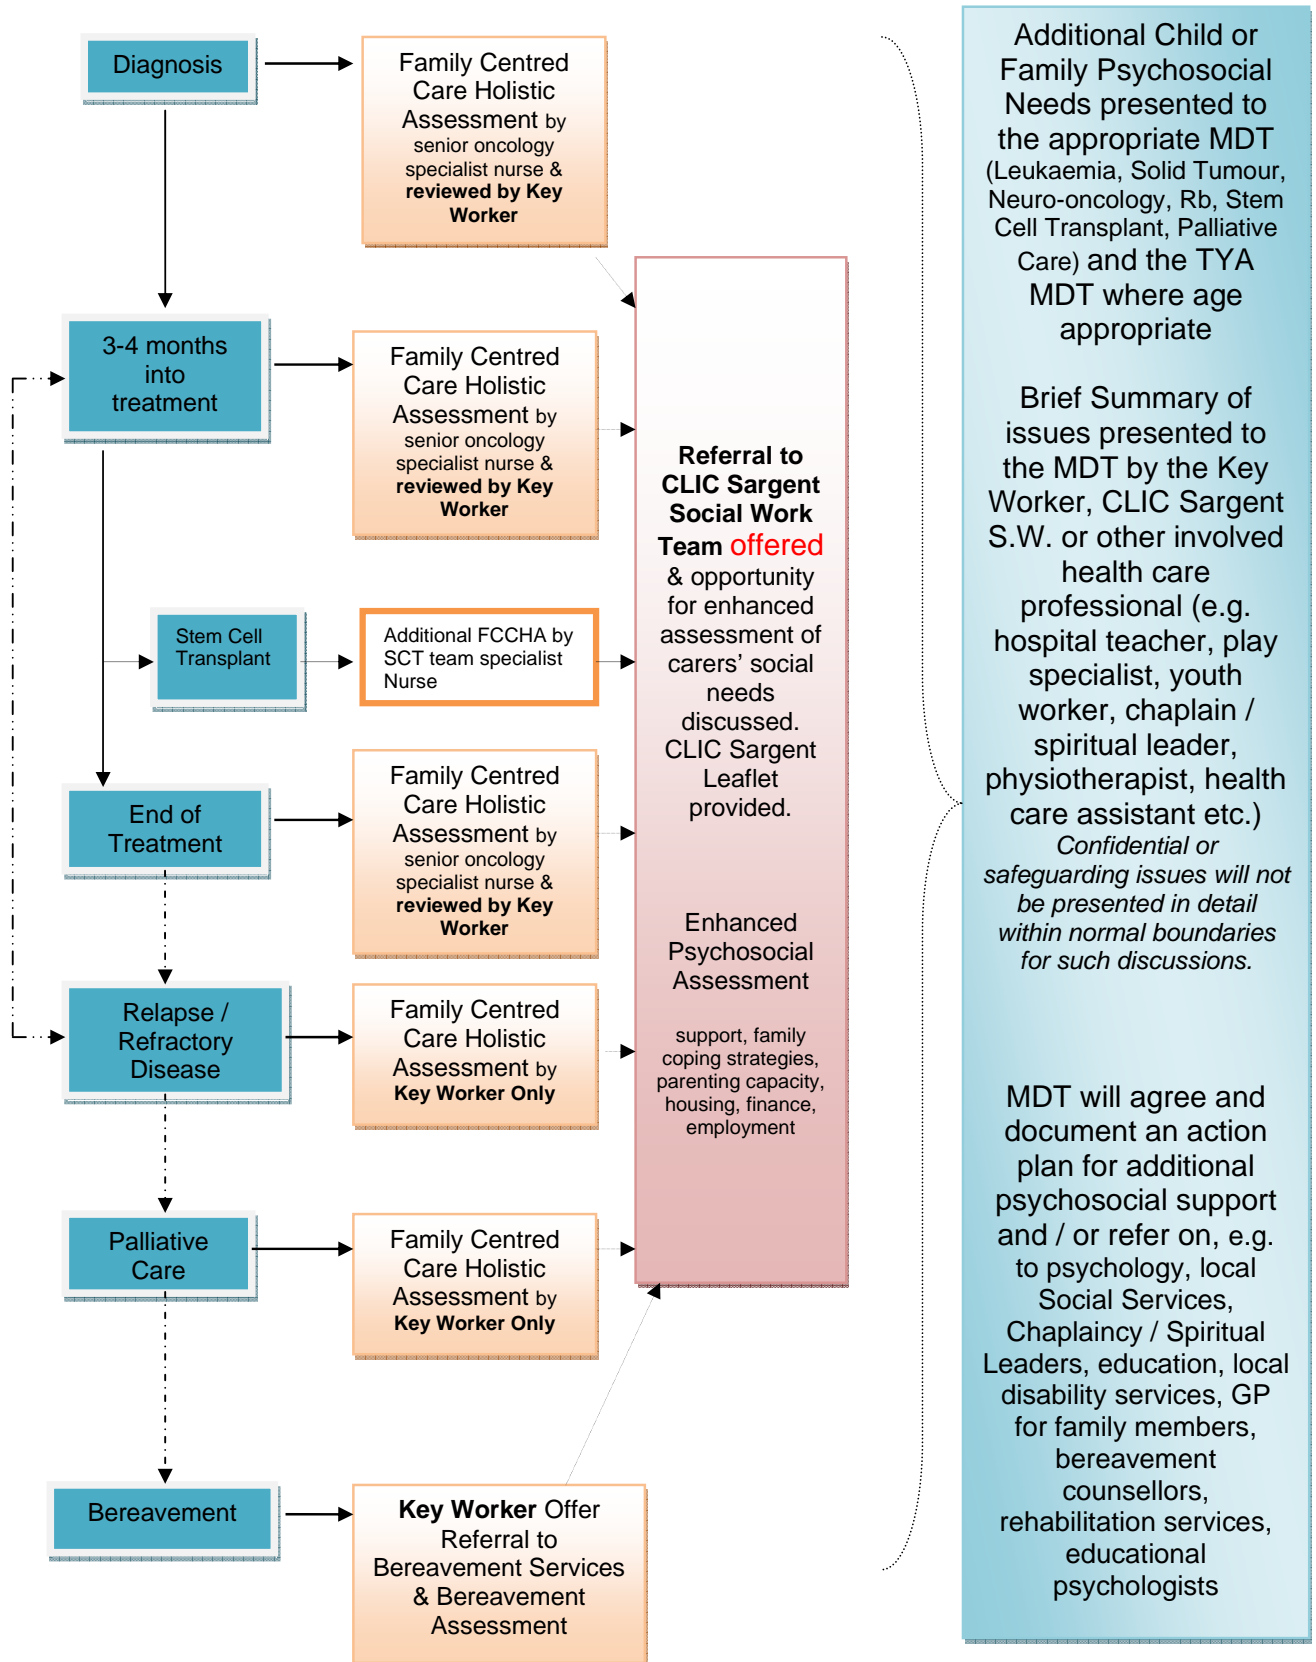 Diagnosis
Family Centred
Care Holistic
Assessment by
senior oncology
specialist nurse &
reviewed by Key
Worker
3-4 months
into
treatment
Family Centred
Care Holistic
Assessment by
senior oncology
specialist nurse &
reviewed by Key
Worker
Stem Cell
Transplant
Additional FCCHA by
SCT team specialist
Nurse
End of
Treatment
Family Centred
Care Holistic
Assessment by
senior oncology
specialist nurse &
reviewed by Key
Worker
Relapse /
Refractory
Disease
Family Centred
Care Holistic
Assessment by
Key Worker Only
Palliative
Care
Family Centred
Care Holistic
Assessment by
Key Worker Only
Bereavement
Key Worker Offer
Referral to
Bereavement Services
& Bereavement
Assessment
Referral to
CLIC Sargent
Social Work
Team offered
& opportunity
for enhanced
assessment of
carers' social
needs
discussed.
CLIC Sargent
Leaflet
provided.
Enhanced
Psychosocial
Assessment
support, family
coping strategies,
parenting capacity,
housing, finance,
employment
Additional Child or
Family Psychosocial
Needs presented to
the appropriate MDT
(Leukaemia, Solid Tumour,
Neuro-oncology, Rb, Stem
Cell Transplant, Palliative
Care) and the TYA
MDT where age
appropriate
Brief Summary of
issues presented to
the MDT by the Key
Worker, CLIC Sargent
S.W. or other involved
health care
professional (e.g.
hospital teacher, play
specialist, youth
worker, chaplain /
spiritual leader,
physiotherapist, health
care assistant etc.)
Confidential or
safeguarding issues will not
be presented in detail
within normal boundaries
for such discussions.
MDT will agree and
document an action
plan for additional
psychosocial support
and / or refer on, e.g.
to psychology, local
Social Services,
Chaplaincy / Spiritual
Leaders, education, local
disability services, GP
for family members,
bereavement
counsellors,
rehabilitation services,
educational
psychologists